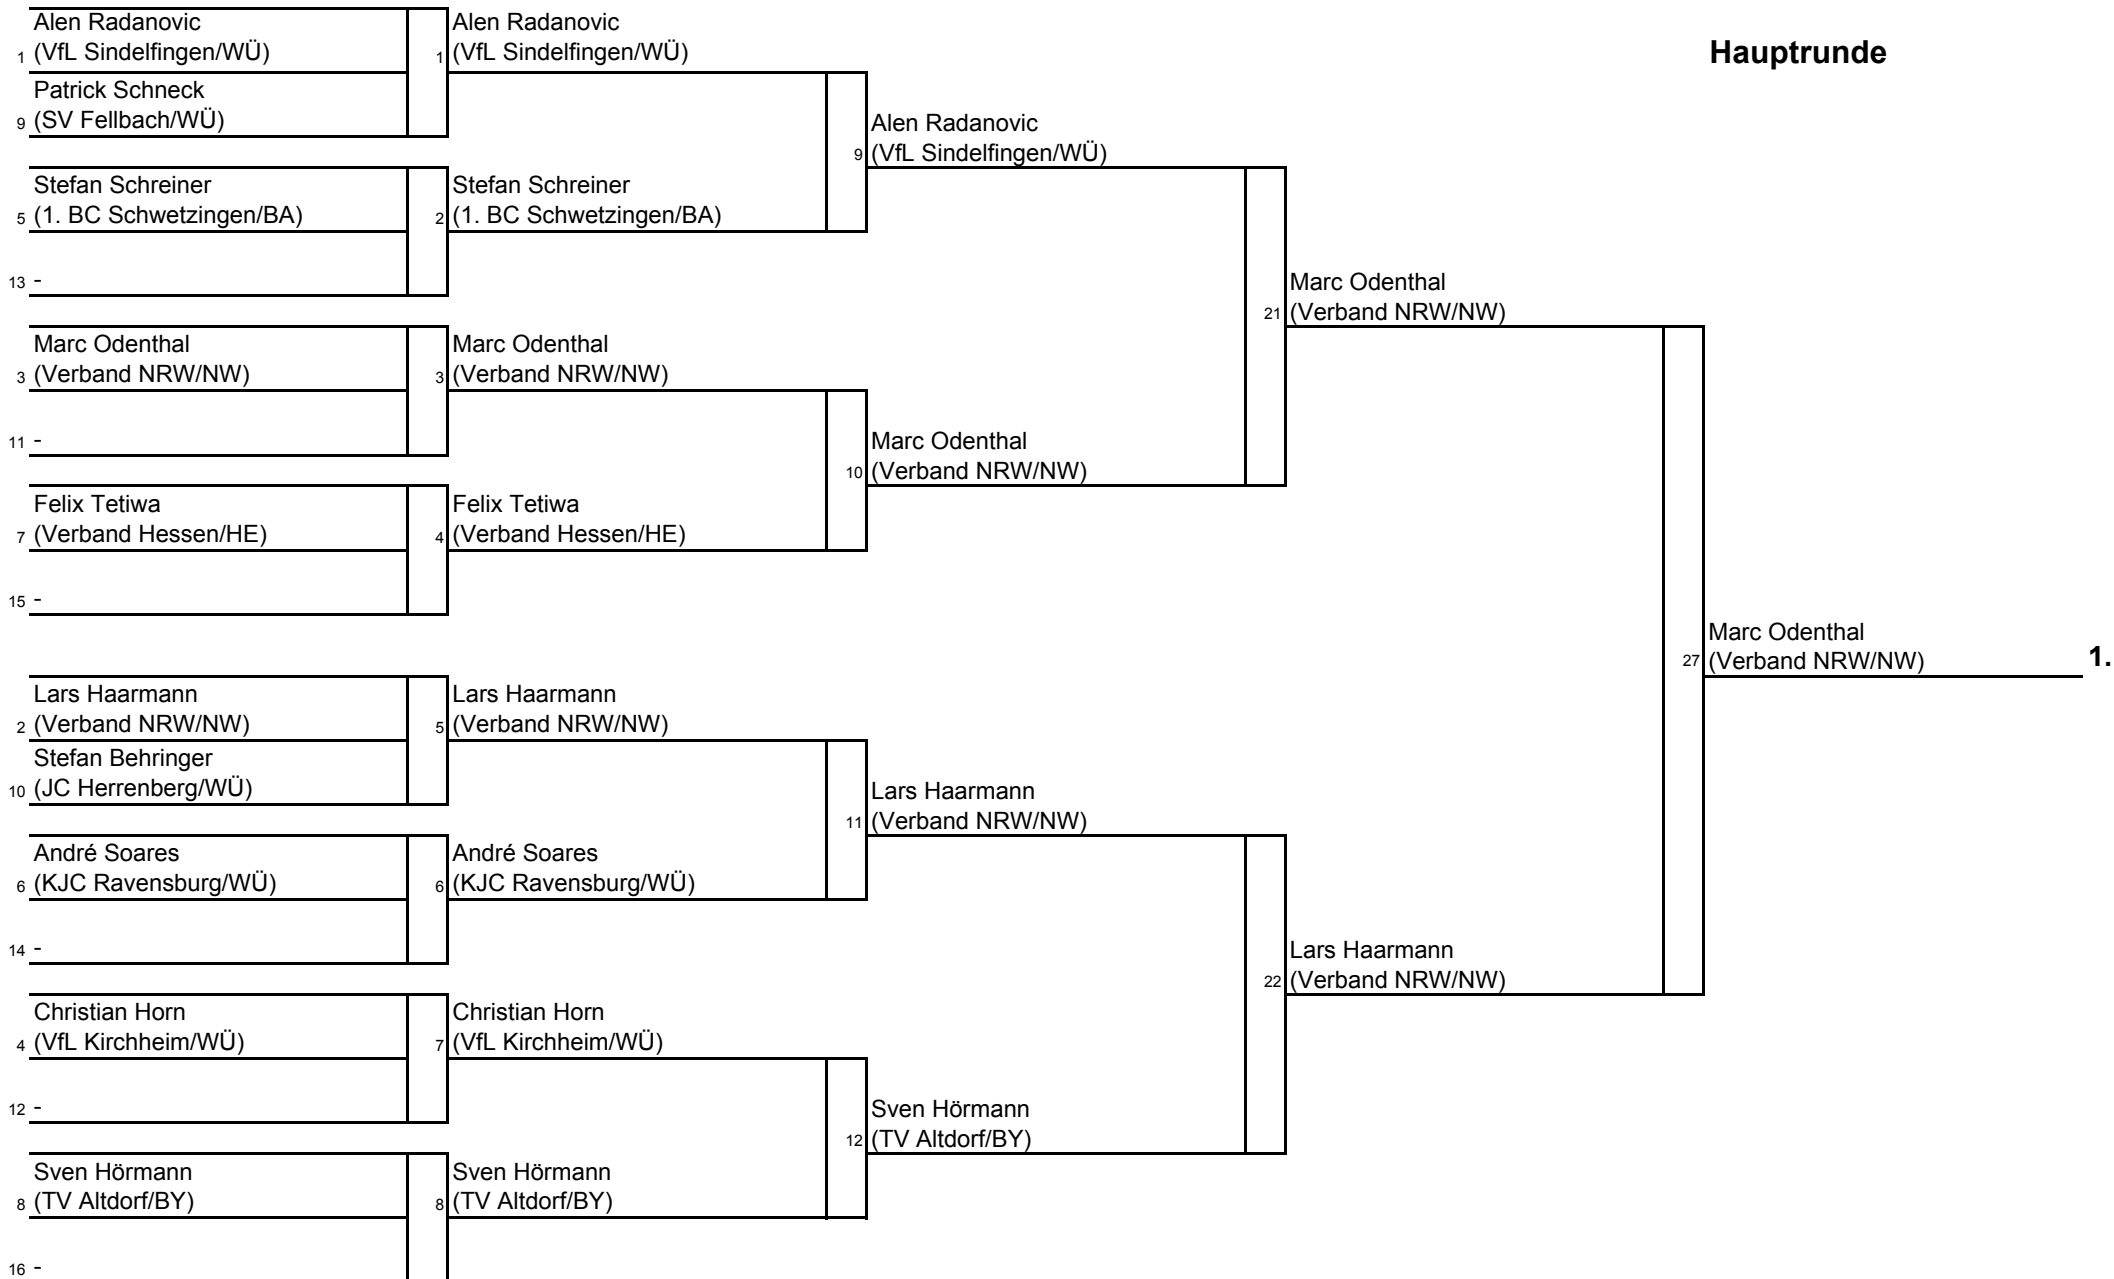 Hauptrunde
Alen Radanovic
1 (VfL Sindelfingen/WÜ)
Patrick Schneck
9 (SV Fellbach/WÜ)
Stefan Schreiner
5 (1. BC Schwetzingen/BA)
13 -
Marc Odenthal
3 (Verband NRW/NW)
11 -
Felix Tetiwa
7 (Verband Hessen/HE)
15 -
Lars Haarmann
2 (Verband NRW/NW)
Stefan Behringer
10 (JC Herrenberg/WÜ)
André Soares
6 (KJC Ravensburg/WÜ)
14 -
Christian Horn
4 (VfL Kirchheim/WÜ)
12 -
Sven Hörmann
8 (TV Altdorf/BY)
16 -
Alen Radanovic
1 (VfL Sindelfingen/WÜ)
Stefan Schreiner
2 (1. BC Schwetzingen/BA)
Marc Odenthal
3 (Verband NRW/NW)
Felix Tetiwa
4 (Verband Hessen/HE)
Lars Haarmann
5 (Verband NRW/NW)
André Soares
6 (KJC Ravensburg/WÜ)
Christian Horn
7 (VfL Kirchheim/WÜ)
Sven Hörmann
8 (TV Altdorf/BY)
Alen Radanovic
9 (VfL Sindelfingen/WÜ)
Marc Odenthal
10 (Verband NRW/NW)
Lars Haarmann
11 (Verband NRW/NW)
Sven Hörmann
12 (TV Altdorf/BY)
Marc Odenthal
21 (Verband NRW/NW)
Lars Haarmann
22 (Verband NRW/NW)
Marc Odenthal
27 (Verband NRW/NW) 1.